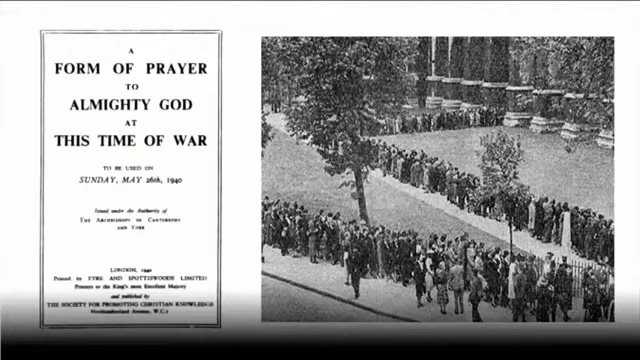 A
FORM OF PRAYER
TO
ALMIGHTY GOD
AT
THIS TIME OF WAR
TO BE USED ON
SUNDAY, MAY 26th, 1940
Issued under the Authority of
THE ARCHBISHOPS OF CANTERBURY
AND YORK
LONDON, 1940
Printed by EYRE AND SPOTTISWOODE LIMITED
Printers to the King's most Excellent Majesty
and published by
THE SOCIETY FOR PROMOTING CHRISTIAN KNOWLEDGE
Northumberland Avenue, W.C.2